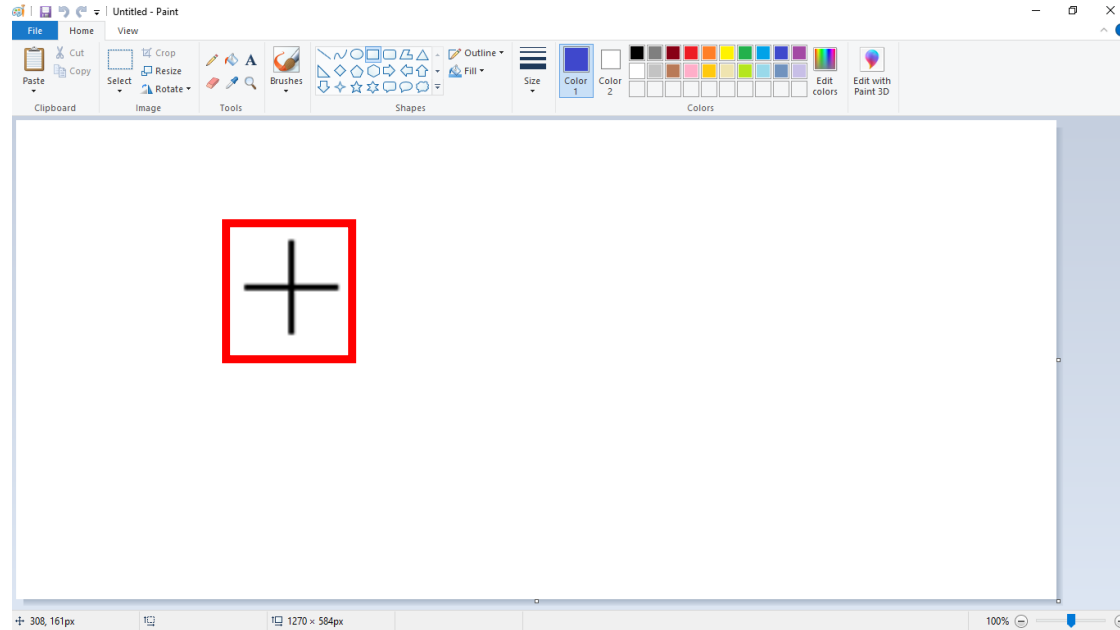 Untitled - Paint
File Home View
Paste
Cut
Copy
Clipboard
Select
Crop
Resize
Rotate
Image
A
Tools
Brushes
Outline
Fill
Shapes
Size
Color 1
Color 2
Edit colors
Colors
Edit with Paint 3D
308, 161px
1270 × 584px
100%